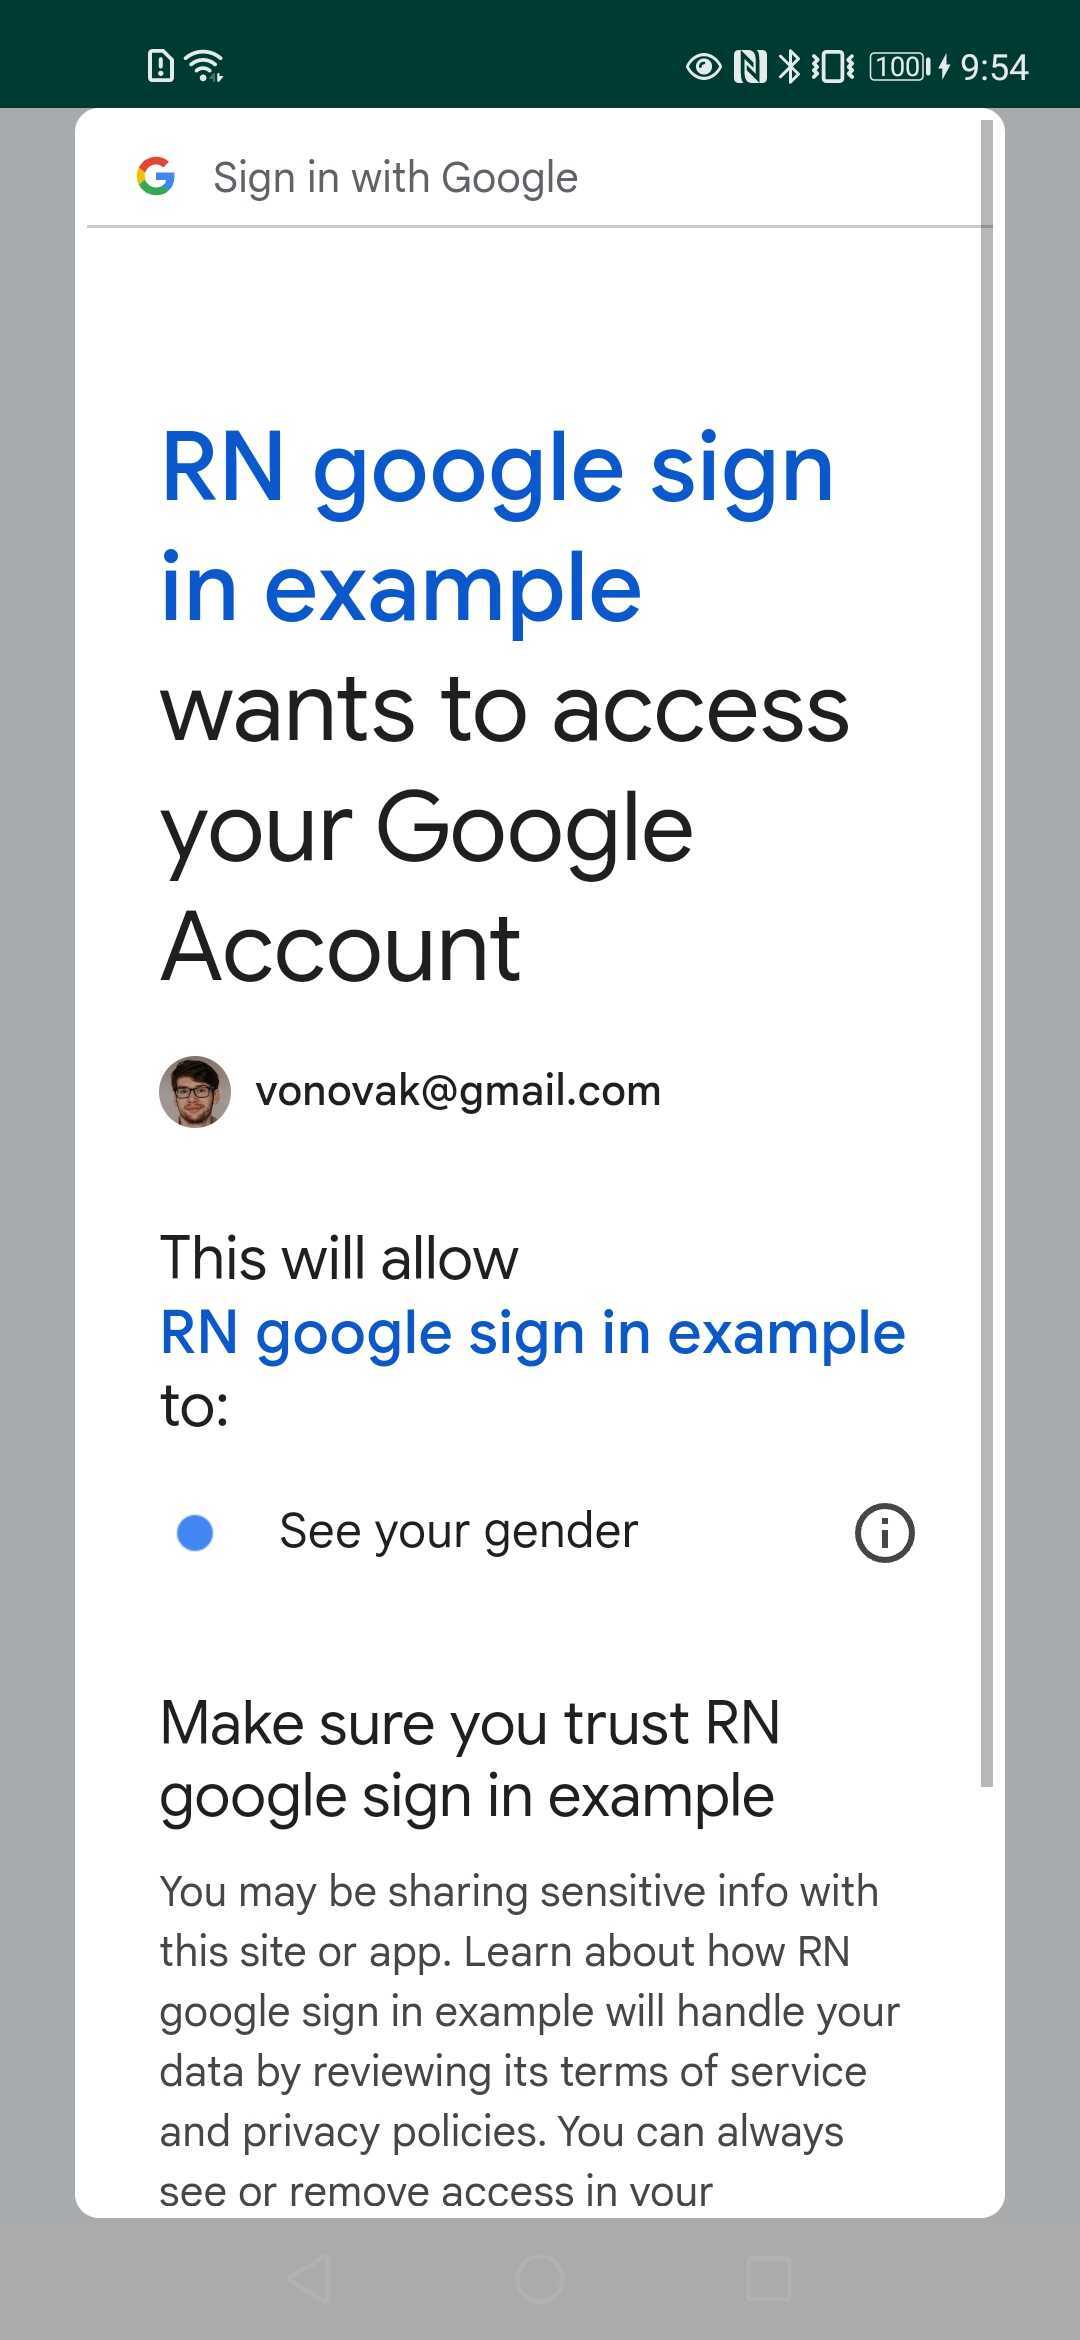 100 9:54
Sign in with Google
RN google sign
in example
wants to access
your Google
Account
vonovak@gmail.com
This will allow
RN google sign in example
to:
See your gender
Make sure you trust RN
google sign in example
You may be sharing sensitive info with
this site or app. Learn about how RN
google sign in example will handle your
data by reviewing its terms of service
and privacy policies. You can always
see or remove access in your